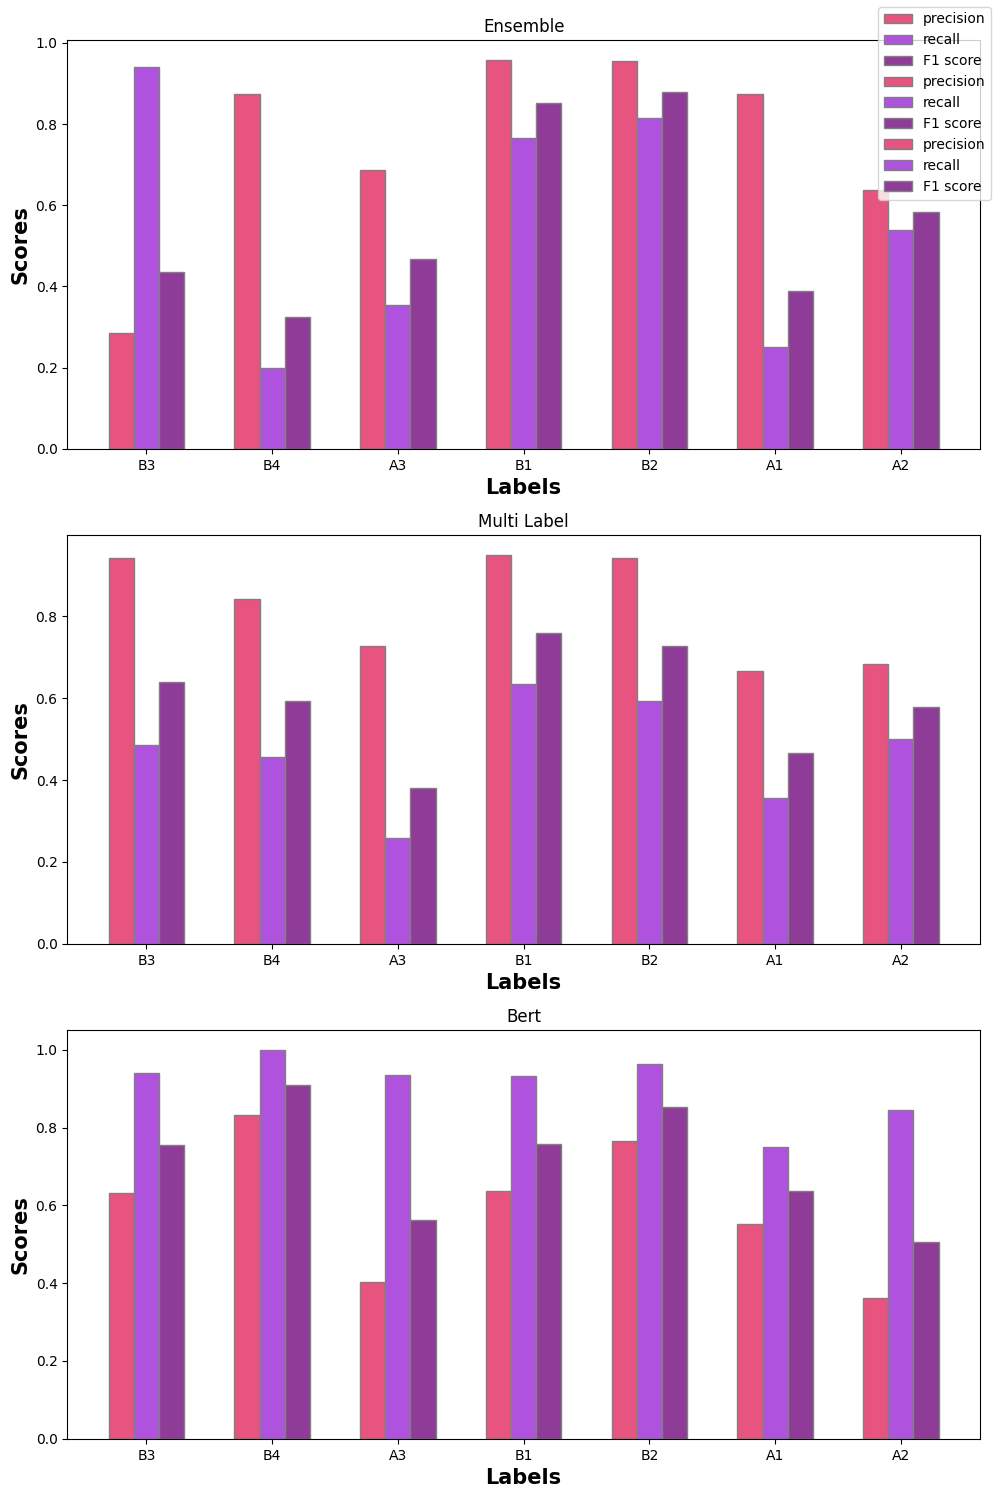 Ensemble
precision
recall
F1 score
precision
recall
F1 score
precision
recall
F1 score
1.0
0.8
0.6
0.4
0.2
0.0
Scores
B3 B4 A3 B1 B2 A1 A2
Labels
Multi Label
0.8
0.6
0.4
0.2
0.0
Scores
B3 B4 A3 B1 B2 A1 A2
Labels
Bert
1.0
0.8
0.6
0.4
0.2
0.0
Scores
B3 B4 A3 B1 B2 A1 A2
Labels